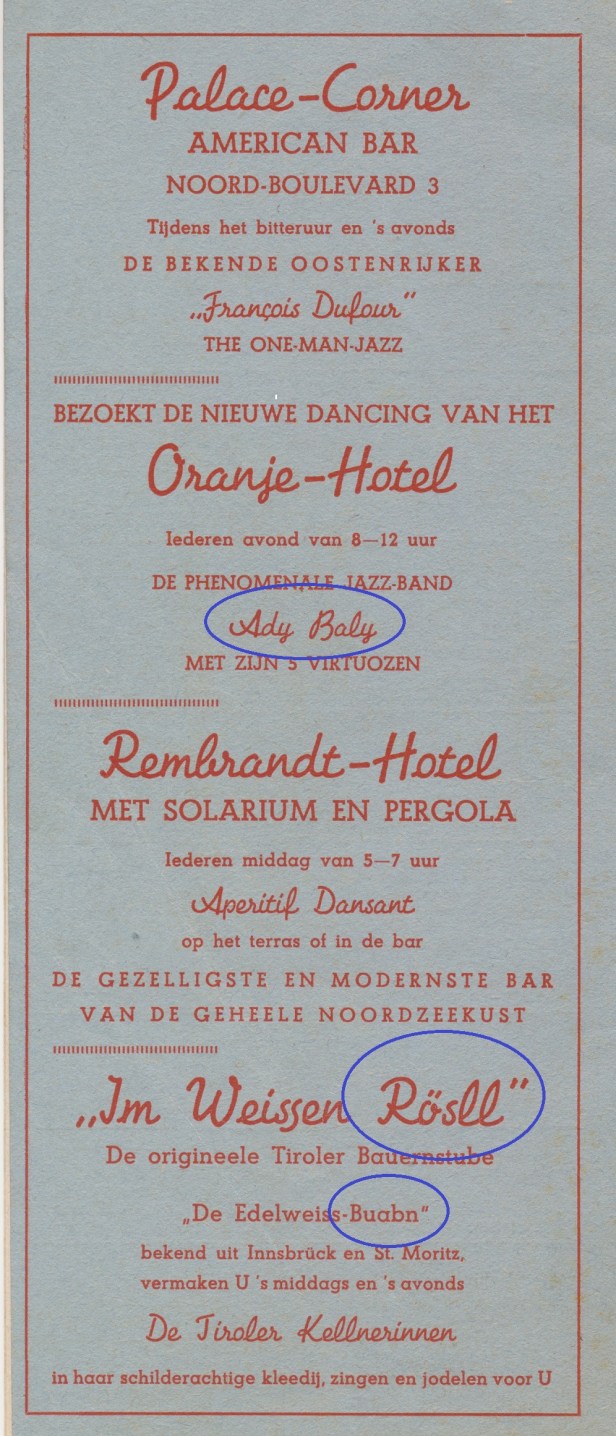 Palace-Corner
AMERICAN BAR
NOORD-BOULEVARD 3
Tijdens het bitteruur en 's avonds
DE BEKENDE OOSTENRIJKER
„François Dufour”
THE ONE-MAN-JAZZ
BEZOEKT DE NIEUWE DANCING VAN HET
Oranje-Hotel
Iederen avond van 8—12 uur
DE PHENOMENALE JAZZ-BAND
Ady Baly
MET ZIJN 5 VIRTUOZEN
Rembrandt-Hotel
MET SOLARIUM EN PERGOLA
Iederen middag van 5—7 uur
Aperitif Dansant
op het terras of in de bar
DE GEZELLIGSTE EN MODERNSTE BAR
VAN DE GEHEELE NOORDZEEKUST
„Im Weissen Rösll”
De origineele Tiroler Bauernstube
„De Edelweiss-Buabn”
bekend uit Innsbrück en St. Moritz,
vermaken U 's middags en 's avonds
De Tiroler Kellnerinnen
in haar schilderachtige kleedij, zingen en jodelen voor U